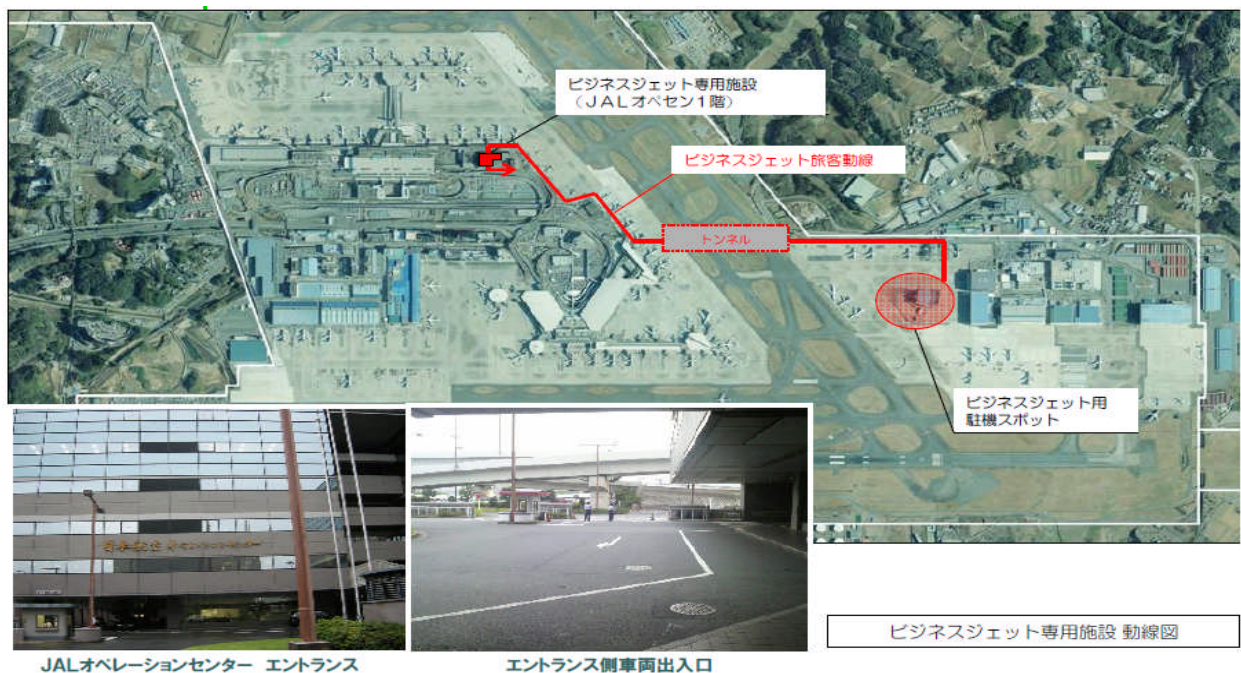 ビジネスジェット専用施設
（ＪＡＬオペセン１階）
ビジネスジェット旅客動線
トンネル
ビジネスジェット用
駐機スポット
JALオペレーションセンター エントランス
エントランス側車両出入口
ビジネスジェット専用施設 動線図